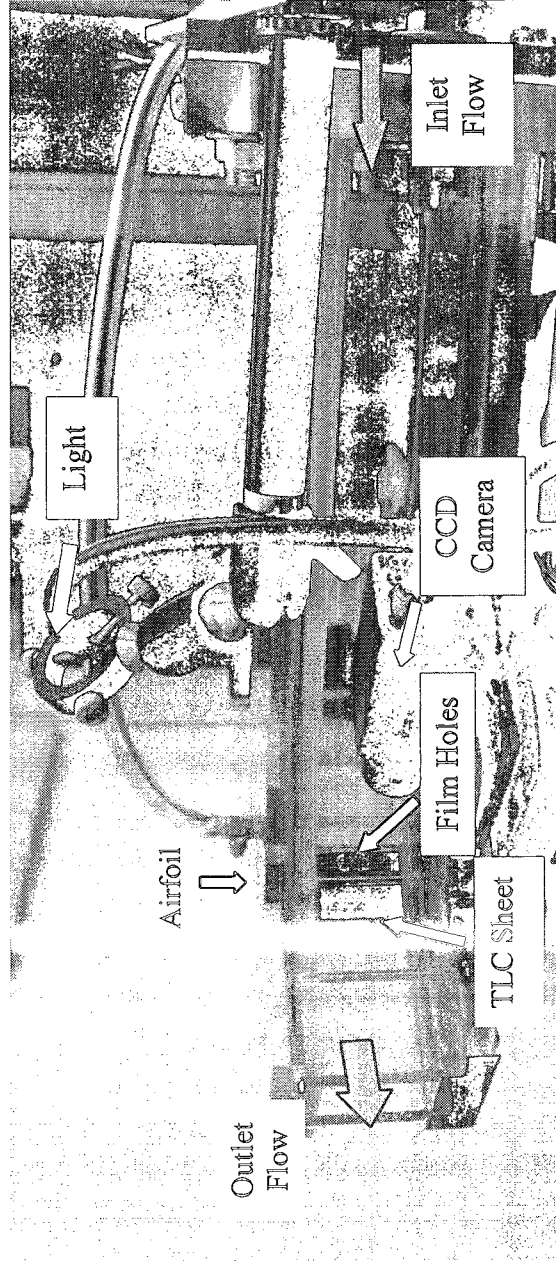 Outlet
Flow
Airfoil
Light
TLC Sheet
Film Holes
CCD
Camera
Inlet
Flow